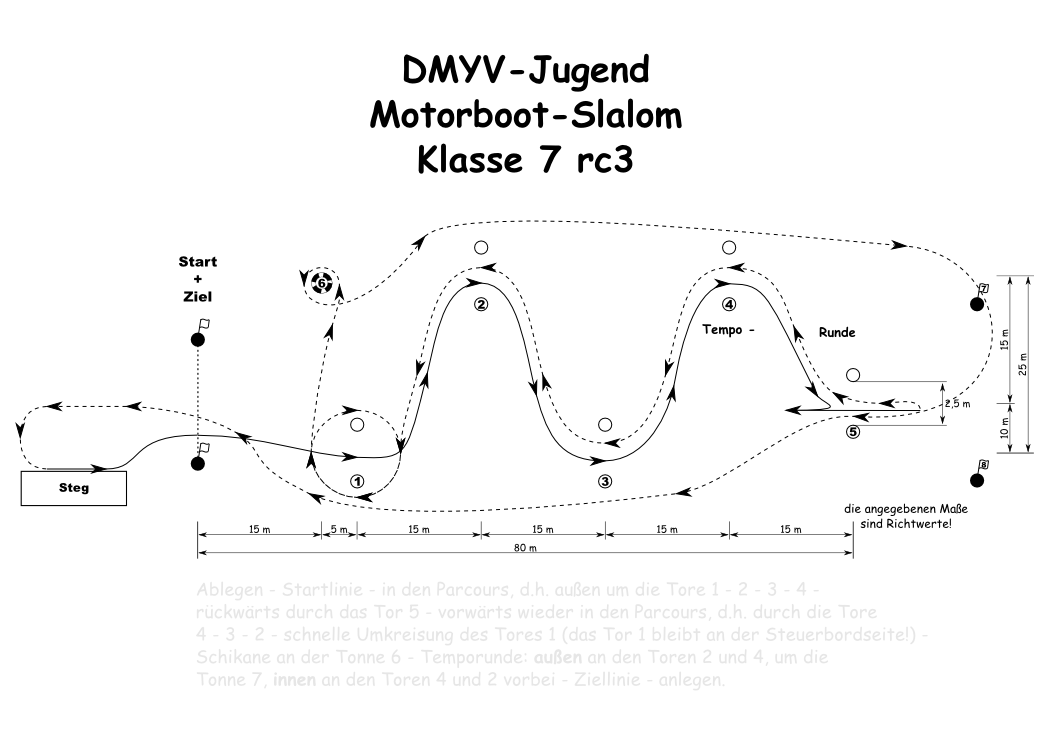 DMYV-Jugend
Motorboot-Slalom
Klasse 7 rc3
Start
+
Ziel
6
2
4
7
Tempo -
Runde
15 m
25 m
2,5 m
10 m
5
1
3
8
Steg
die angegebenen Maße
sind Richtwerte!
15 m
5 m
15 m
15 m
15 m
15 m
80 m
Ablegen - Startlinie - in den Parcours, d.h. außen um die Tore 1 - 2 - 3 - 4 -
rückwärts durch das Tor 5 - vorwärts wieder in den Parcours, d.h. durch die Tore
4 - 3 - 2 - schnelle Umkreisung des Tores 1 (das Tor 1 bleibt an der Steuerbordseite!) -
Schikane an der Tonne 6 - Temporunde: außen an den Toren 2 und 4, um die
Tonne 7, innen an den Toren 4 und 2 vorbei - Ziellinie - anlegen.